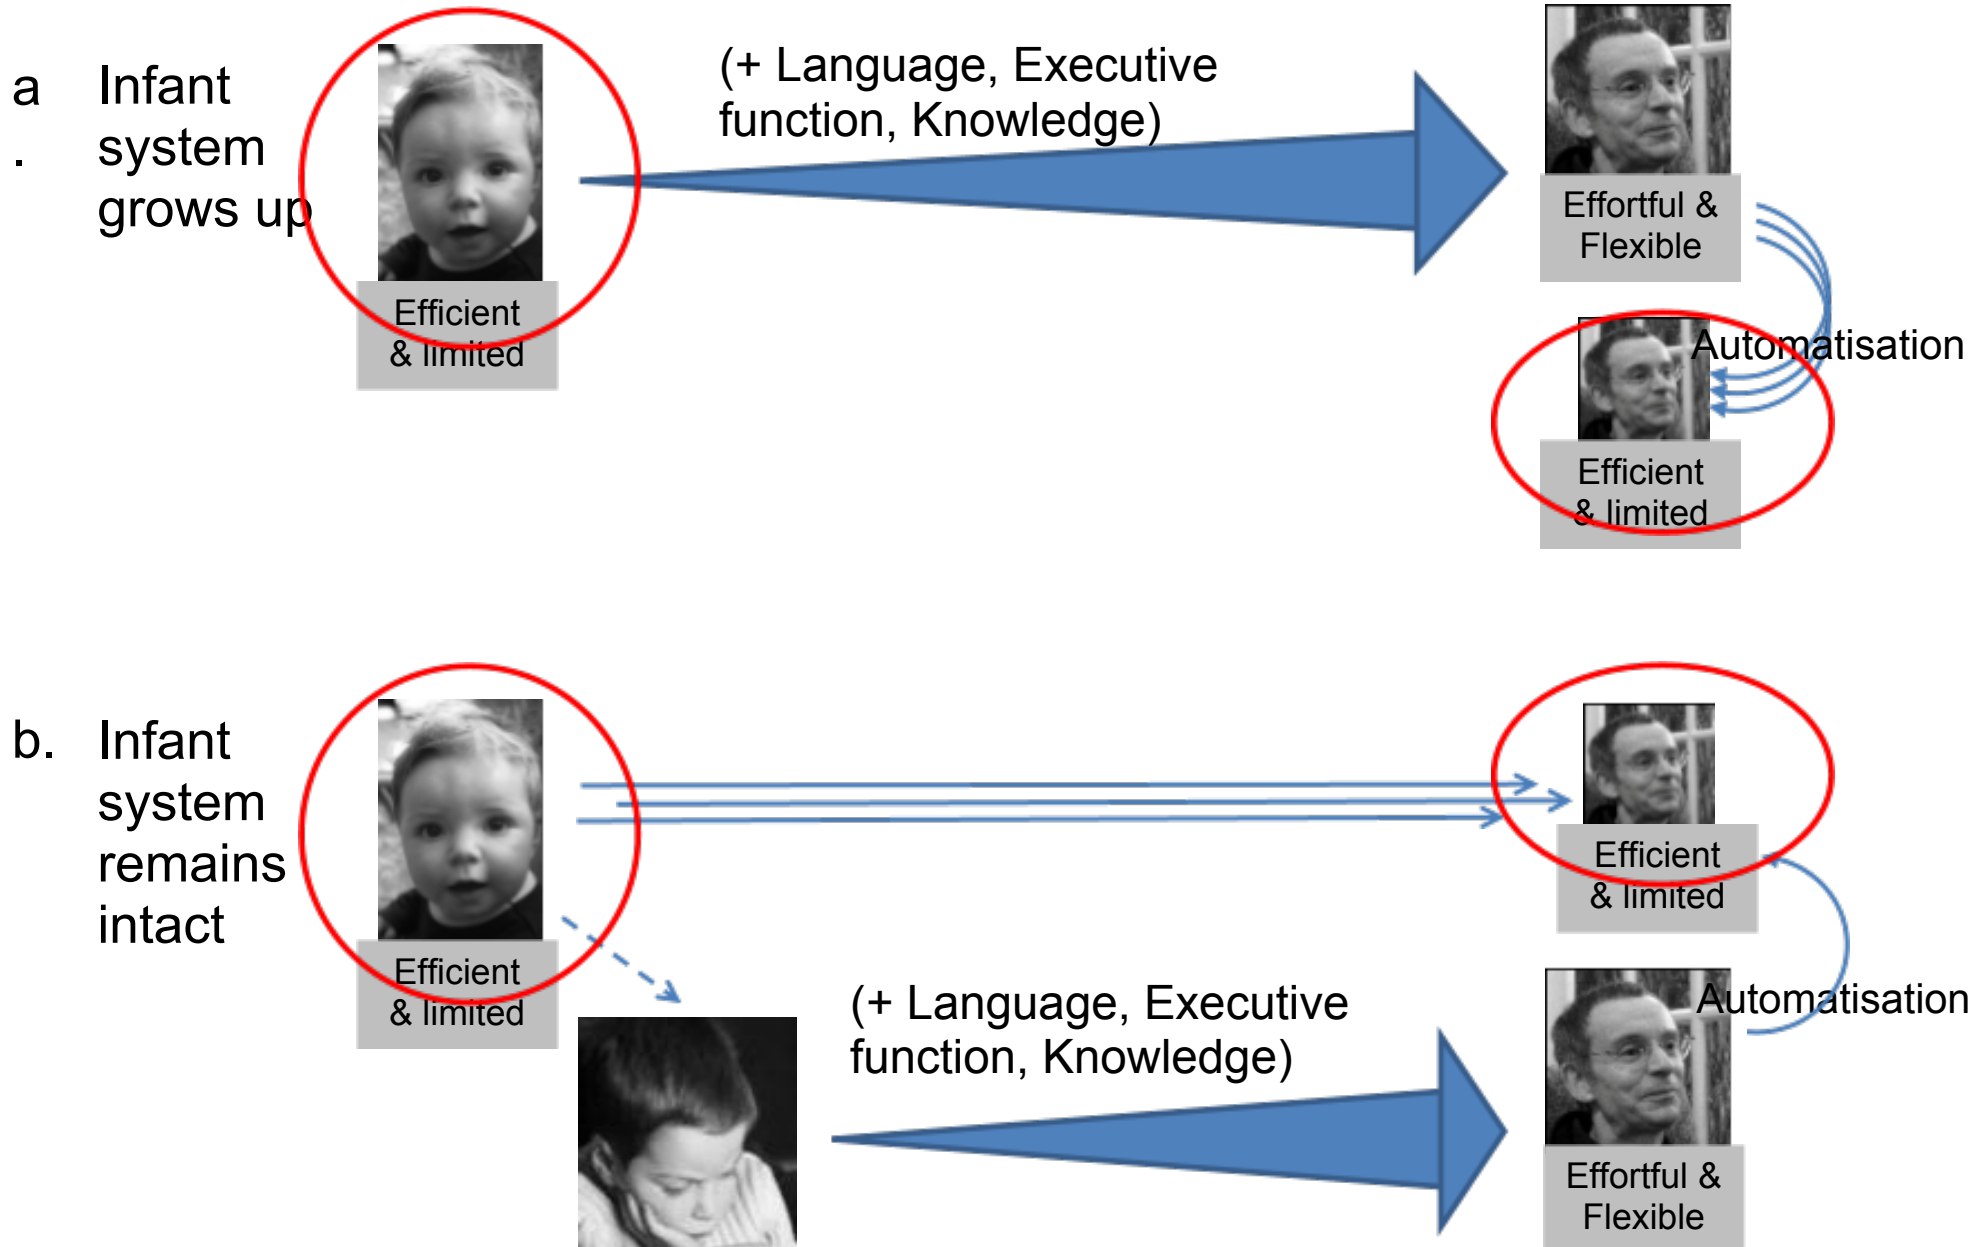 a
.
Infant
system
grows up
(+ Language, Executive
function, Knowledge)
Efficient
& limited
Effortful &
Flexible
Automatisation
Efficient
& limited
b.
Infant
system
remains
intact
Efficient
& limited
Efficient
& limited
(+ Language, Executive
function, Knowledge)
Automatisation
Effortful &
Flexible